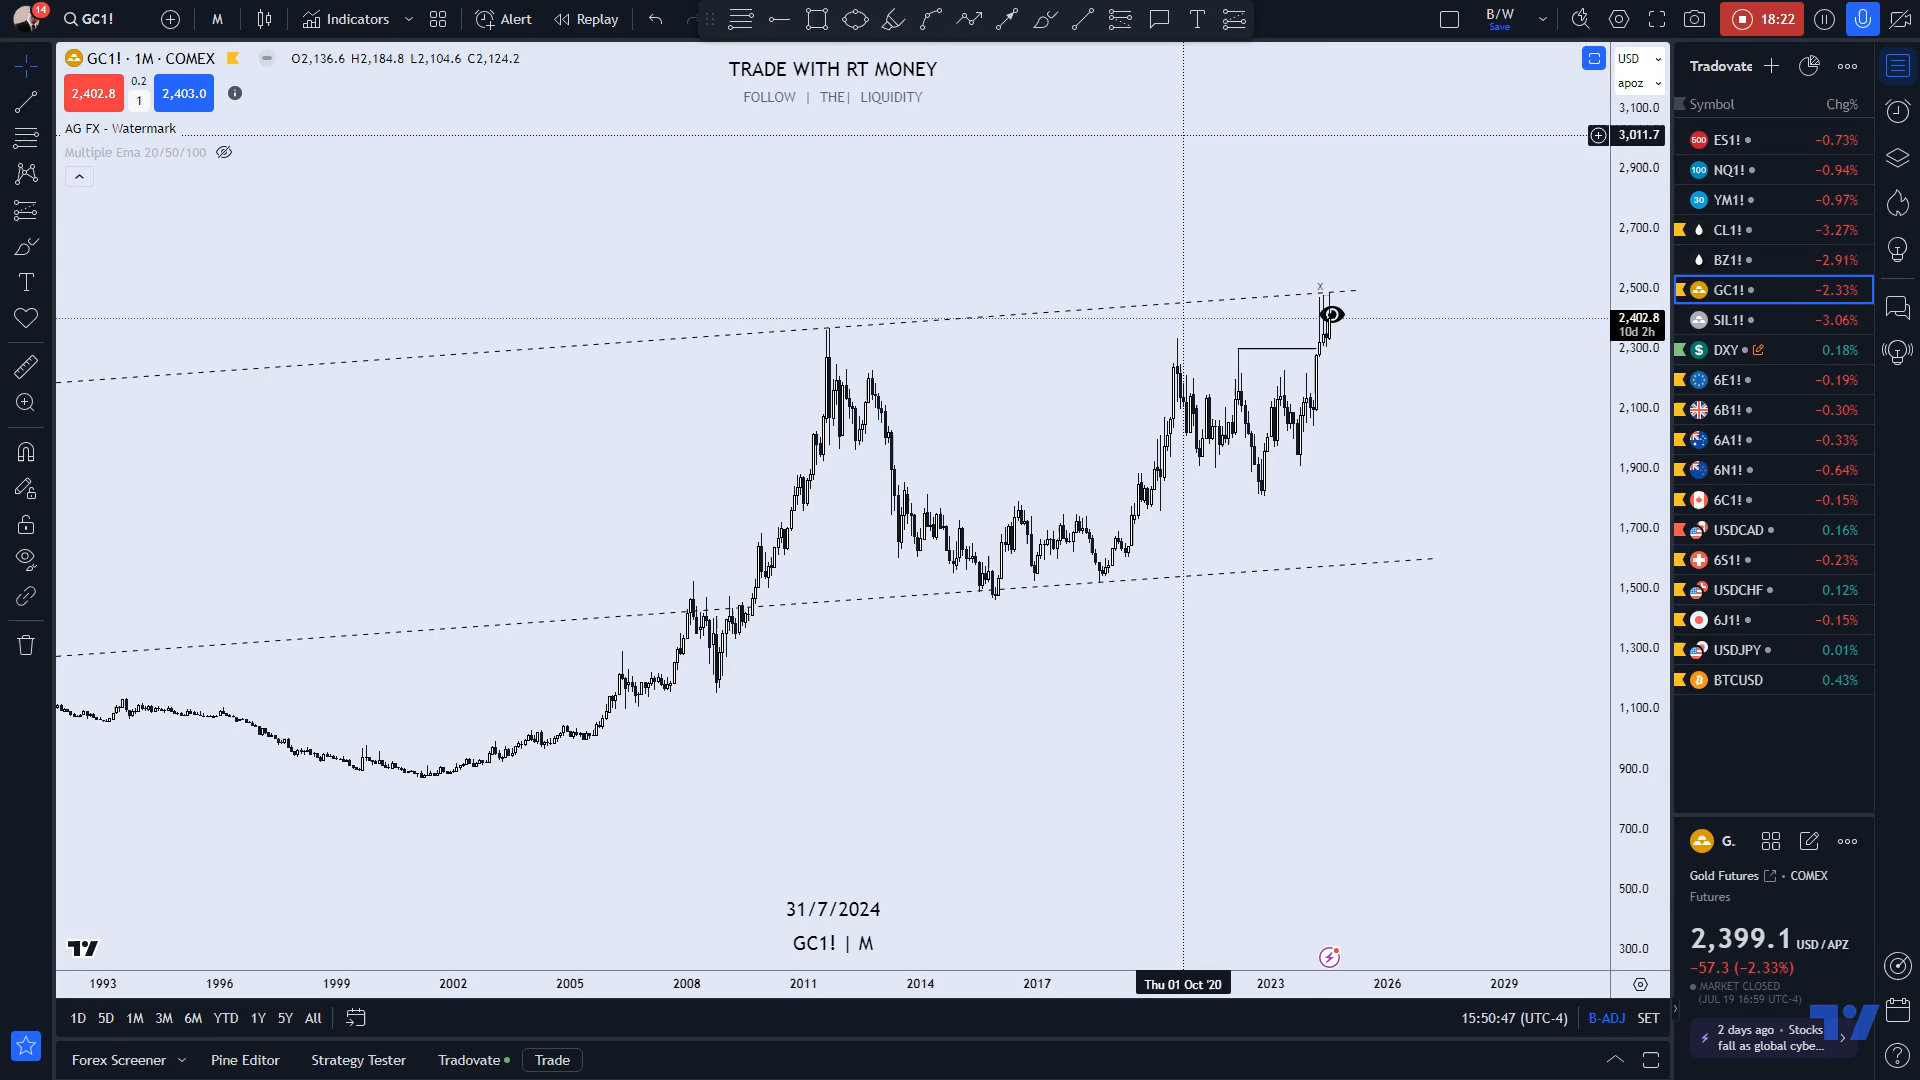 14
GC1!
M
Indicators
Alert
Replay
B/W
Save
18:22
GC1! · 1M · COMEX
O2,136.6 H2,184.8 L2,104.6 C2,124.2
2,402.8
0.2
1
2,403.0
AG FX - Watermark
Multiple Ema 20/50/100
TRADE WITH RT MONEY
FOLLOW | THE| LIQUIDITY
x
31/7/2024
GC1! | M
USD
apoz
3,100.0
3,011.7
2,900.0
2,700.0
2,500.0
2,402.8
10d 2h
2,300.0
2,100.0
1,900.0
1,700.0
1,500.0
1,300.0
1,100.0
900.0
700.0
500.0
300.0
1993
1996
1999
2002
2005
2008
2011
2014
2017
Thu 01 Oct '20
2023
2026
2029
1D 5D 1M 3M 6M YTD 1Y 5Y All
15:50:47 (UTC-4)
B-ADJ
SET
Forex Screener
Pine Editor
Strategy Tester
Tradovate
Trade
Tradovate
Symbol Chg%
500 ES1! −0.73%
100 NQ1! −0.94%
30 YM1! −0.97%
CL1! −3.27%
BZ1! −2.91%
GC1! −2.33%
SIL1! −3.06%
DXY 0.18%
6E1! −0.19%
6B1! −0.30%
6A1! −0.33%
6N1! −0.64%
6C1! −0.15%
USDCAD 0.16%
6S1! −0.23%
USDCHF 0.12%
6J1! −0.15%
USDJPY 0.01%
BTCUSD 0.43%
G.
Gold Futures • COMEX
Futures
2,399.1 USD / APZ
−57.3 (−2.33%)
MARKET CLOSED
(JUL 19 16:59 UTC-4)
2 days ago • Stocks
fall as global cybe...